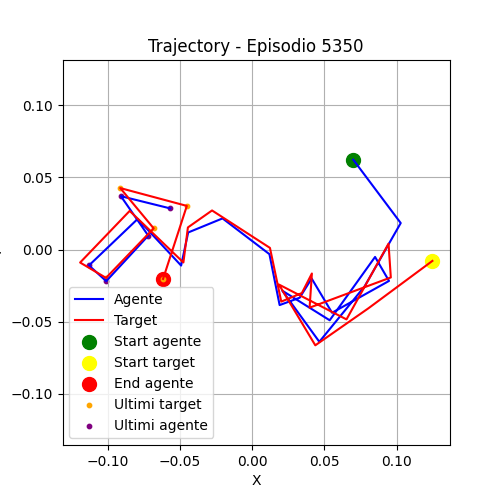 Trajectory - Episodio 5350
0.10
0.05
0.00
−0.05
−0.10
Agente
Target
Start agente
Start target
End agente
Ultimi target
Ultimi agente
−0.10
−0.05
0.00
0.05
0.10
X